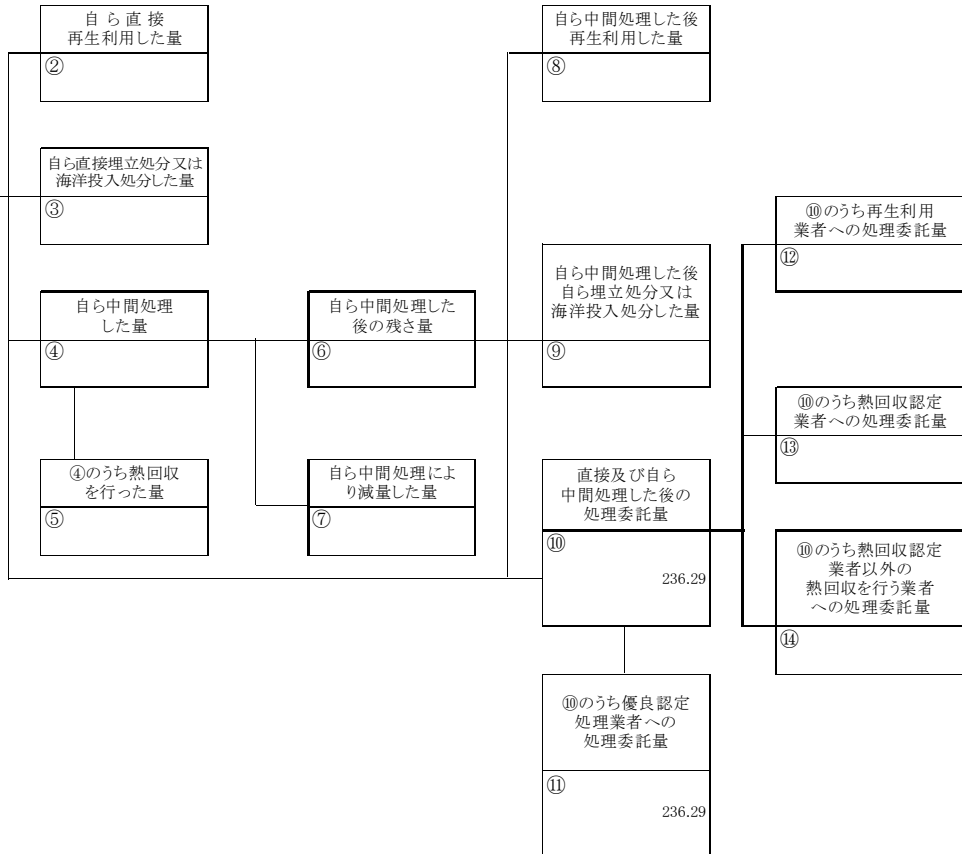 自 ら 直 接
再生利用した量
②
自ら直接埋立処分又は
海洋投入処分した量
③
自ら中間処理
した量
④
④のうち熱回収
を行った量
⑤
自ら中間処理した
後の残さ量
⑥
自ら中間処理によ
り減量した量
⑦
自ら中間処理した後
再生利用した量
⑧
自ら中間処理した後
自ら埋立処分又は
海洋投入処分した量
⑨
直接及び自ら
中間処理した後の
処理委託量
⑩
236.29
⑩のうち優良認定
処理業者への
処理委託量
⑪
236.29
⑩のうち再生利用
業者への処理委託量
⑫
⑩のうち熱回収認定
業者への処理委託量
⑬
⑩のうち熱回収認定
業者以外の
熱回収を行う業者
への処理委託量
⑭